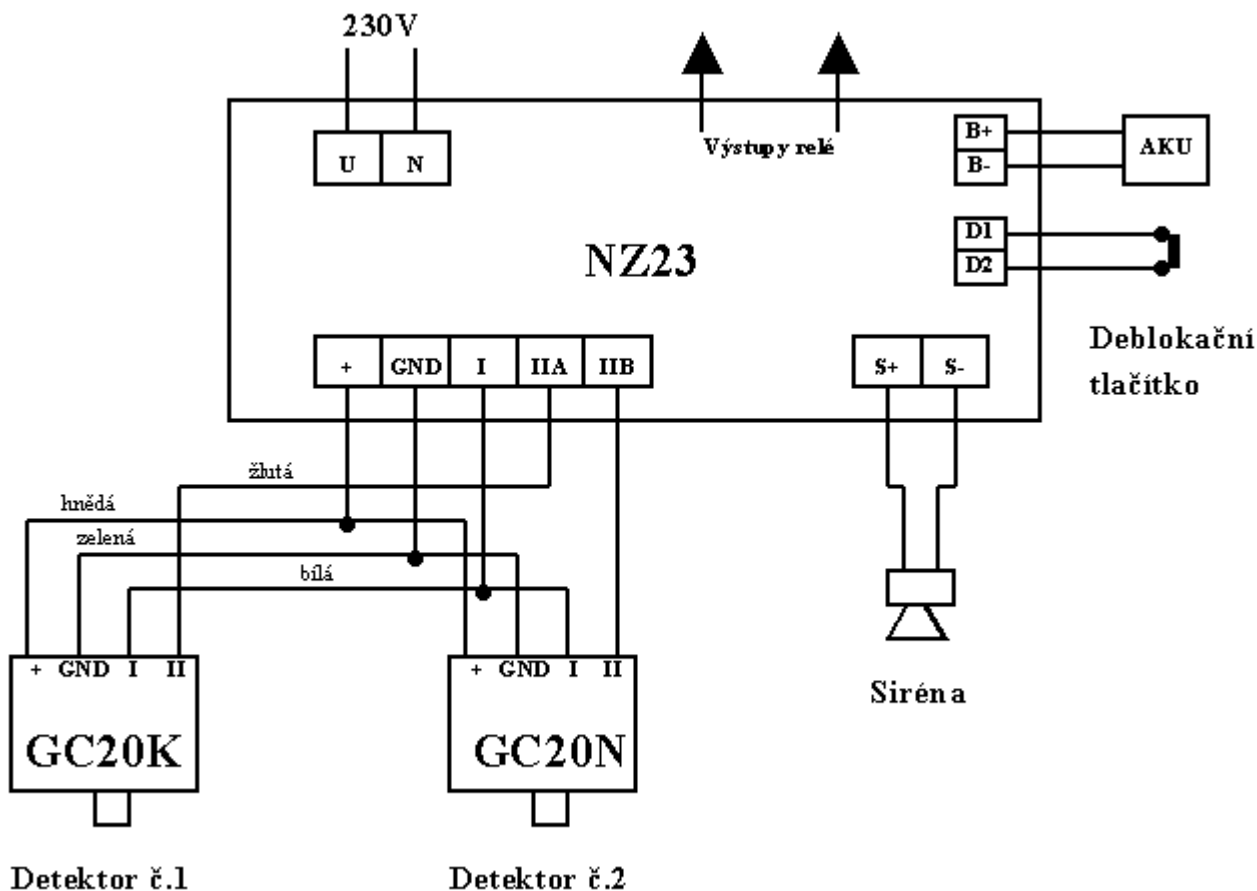 230V
U N
Výstupy relé
B+
B-
AKU
D1
D2
NZ23
Deblokační
tlačítko
+ GND I IIA IIB
S+ S-
žlutá
hnědá
zelená
bílá
+ GND I II
GC20K
Detektor č.1
+ GND I II
GC20N
Detektor č.2
Siréna